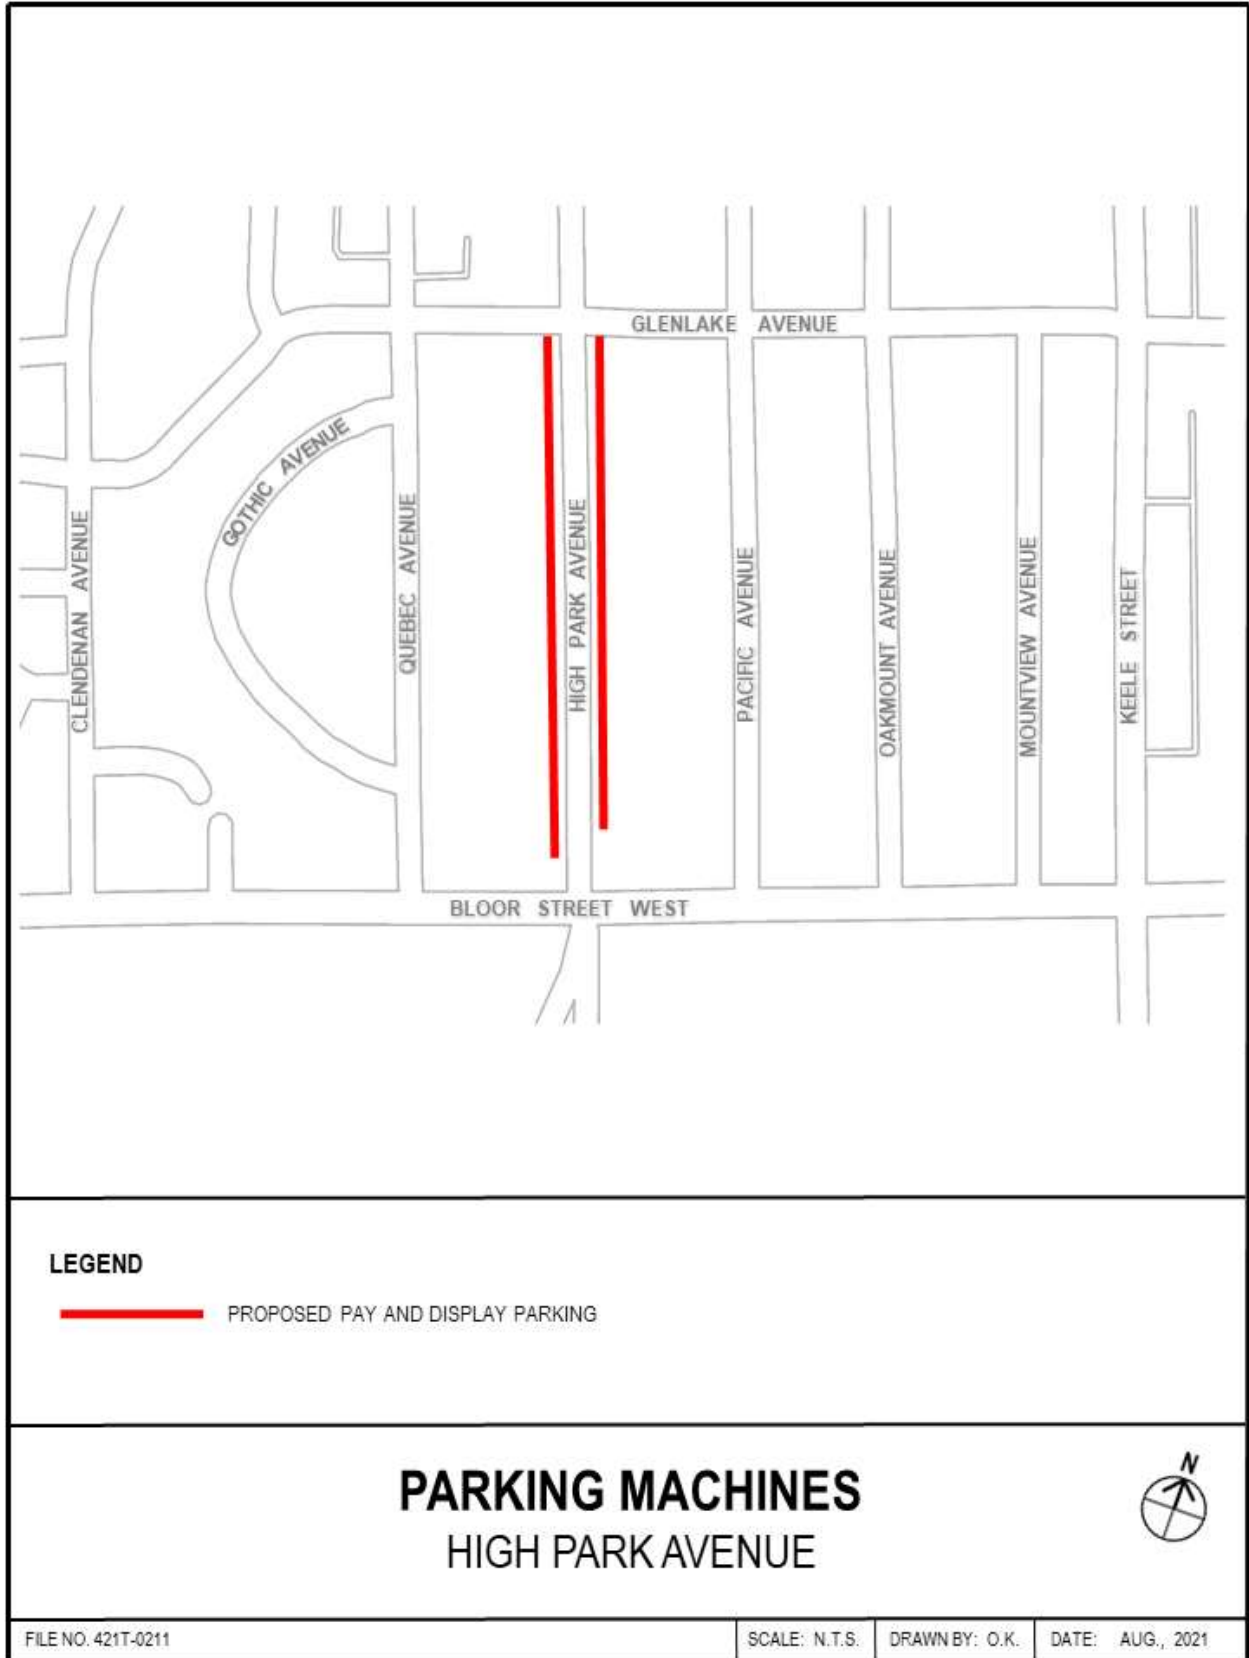 GLENLAKE AVENUE
GOTHIC AVENUE
CLENDENAN AVENUE
QUEBEC AVENUE
HIGH PARK AVENUE
PACIFIC AVENUE
OAKMOUNT AVENUE
MOUNTVIEW AVENUE
KEELE STREET
BLOOR STREET WEST
LEGEND
PROPOSED PAY AND DISPLAY PARKING
PARKING MACHINES
HIGH PARK AVENUE
N
FILE NO. 421T-0211
SCALE: N.T.S.
DRAWN BY: O.K.
DATE: AUG., 2021